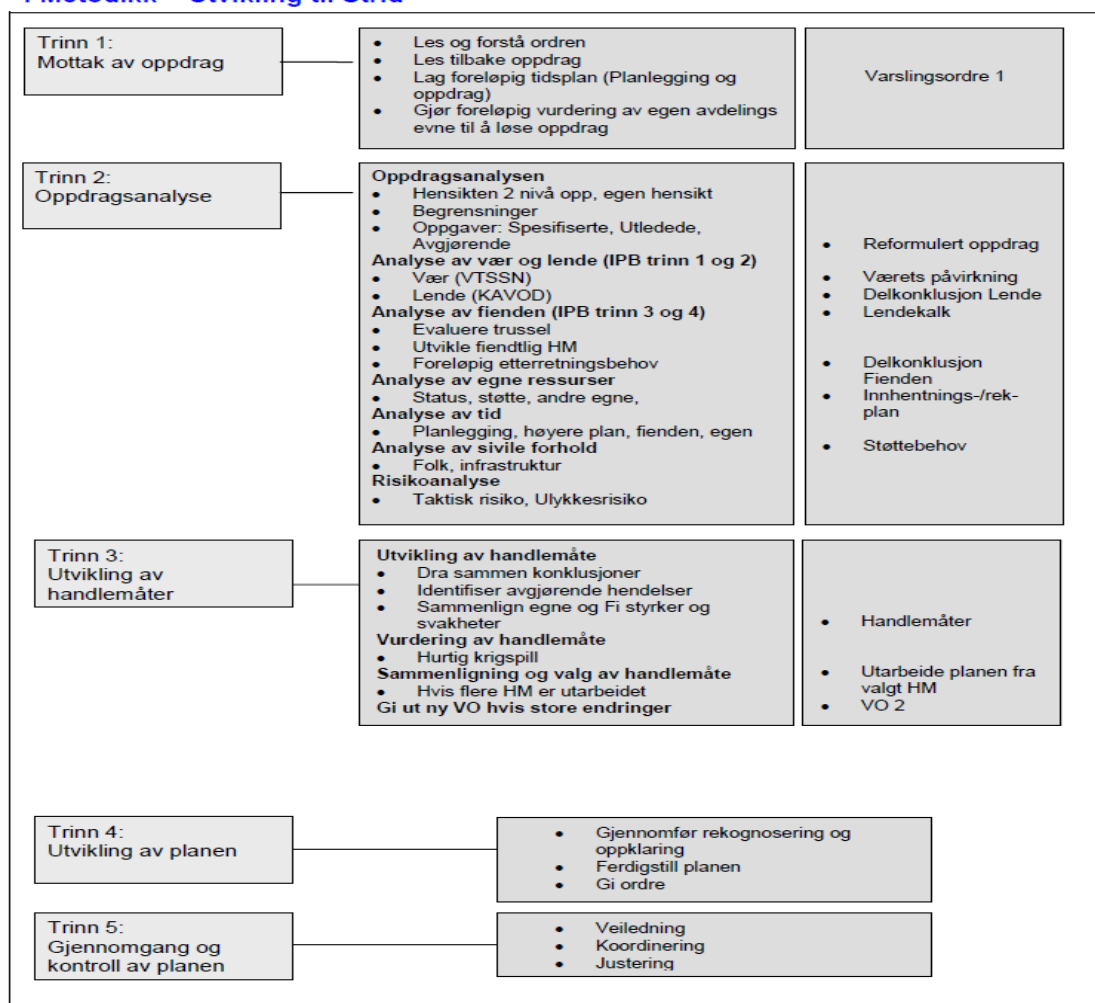 Trinn 1:
Mottak av oppdrag
Les og forstå ordren
Les tilbake oppdrag
Lag foreløpig tidsplan (Planlegging og
oppdrag)
Gjør foreløpig vurdering av egen avdelings
evne til å løse oppdrag
Varslingsordre 1
Trinn 2:
Oppdragsanalyse
Oppdragsanalysen
Hensikten 2 nivå opp, egen hensikt
Begrensninger
Oppgaver: Spesifiserte, Utledede,
Avgjørende
Analyse av vær og lende (IPB trinn 1 og 2)
Vær (VTSSN)
Lende (KAVOD)
Analyse av fienden (IPB trinn 3 og 4)
Evaluere trussel
Utvikle fiendtlig HM
Foreløpig etterretningsbehov
Analyse av egne ressurser
Status, støtte, andre egne,
Analyse av tid
Planlegging, høyere plan, fienden, egen
Analyse av sivile forhold
Folk, infrastruktur
Risikoanalyse
Taktisk risiko, Ulykkesrisiko
Reformulert oppdrag
Værets påvirkning
Delkonklusjon Lende
Lendekalk
Delkonklusjon
Fienden
Innhentnings-/rek-
plan
Støttebehov
Trinn 3:
Utvikling av
handlemåter
Utvikling av handlemåte
Dra sammen konklusjoner
Identifiser avgjørende hendelser
Sammenlign egne og Fi styrker og
svakheter
Vurdering av handlemåte
Hurtig krigspill
Sammenligning og valg av handlemåte
Hvis flere HM er utarbeidet
Gi ut ny VO hvis store endringer
Handlemåter
Utarbeide planen fra
valgt HM
VO 2
Trinn 4:
Utvikling av planen
Gjennomfør rekognosering og
oppklaring
Ferdigstill planen
Gi ordre
Trinn 5:
Gjennomgang og
kontroll av planen
Veiledning
Koordinering
Justering